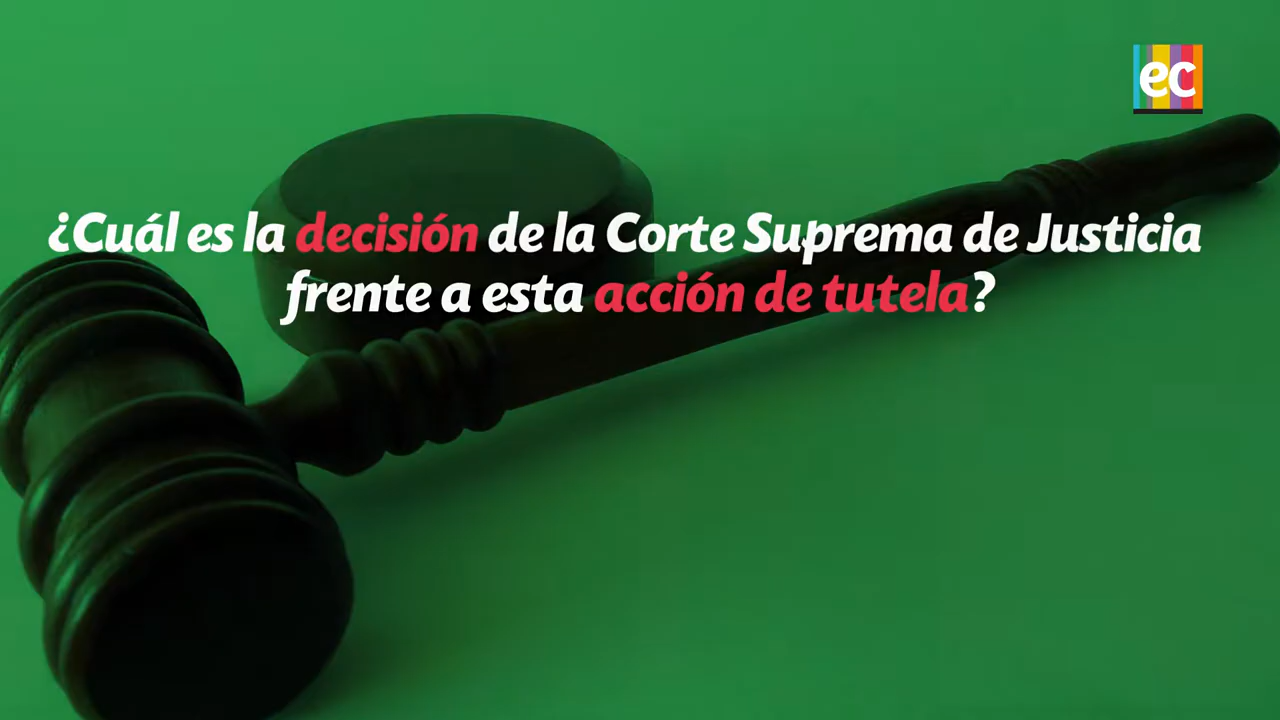 ec
¿Cuál es la decisión de la Corte Suprema de Justicia
frente a esta acción de tutela?